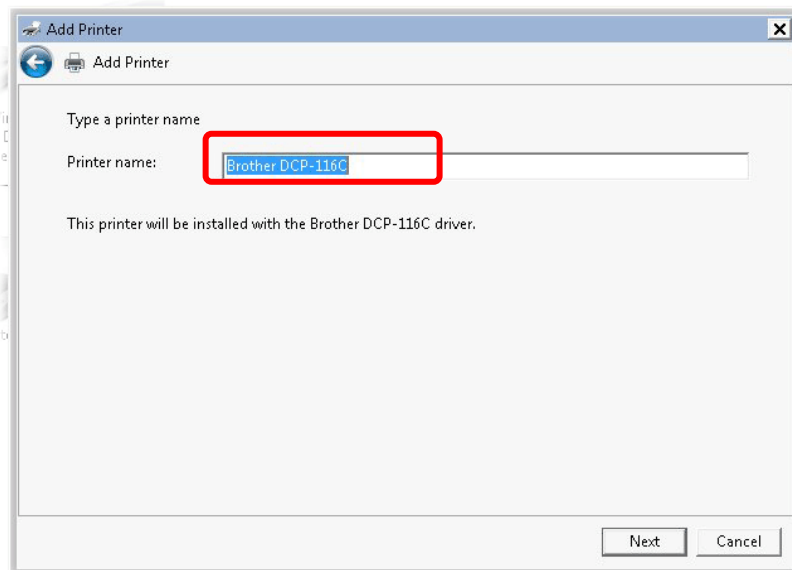 Add Printer
Add Printer
Type a printer name
Printer name: Brother DCP-116C
This printer will be installed with the Brother DCP-116C driver.
Next Cancel